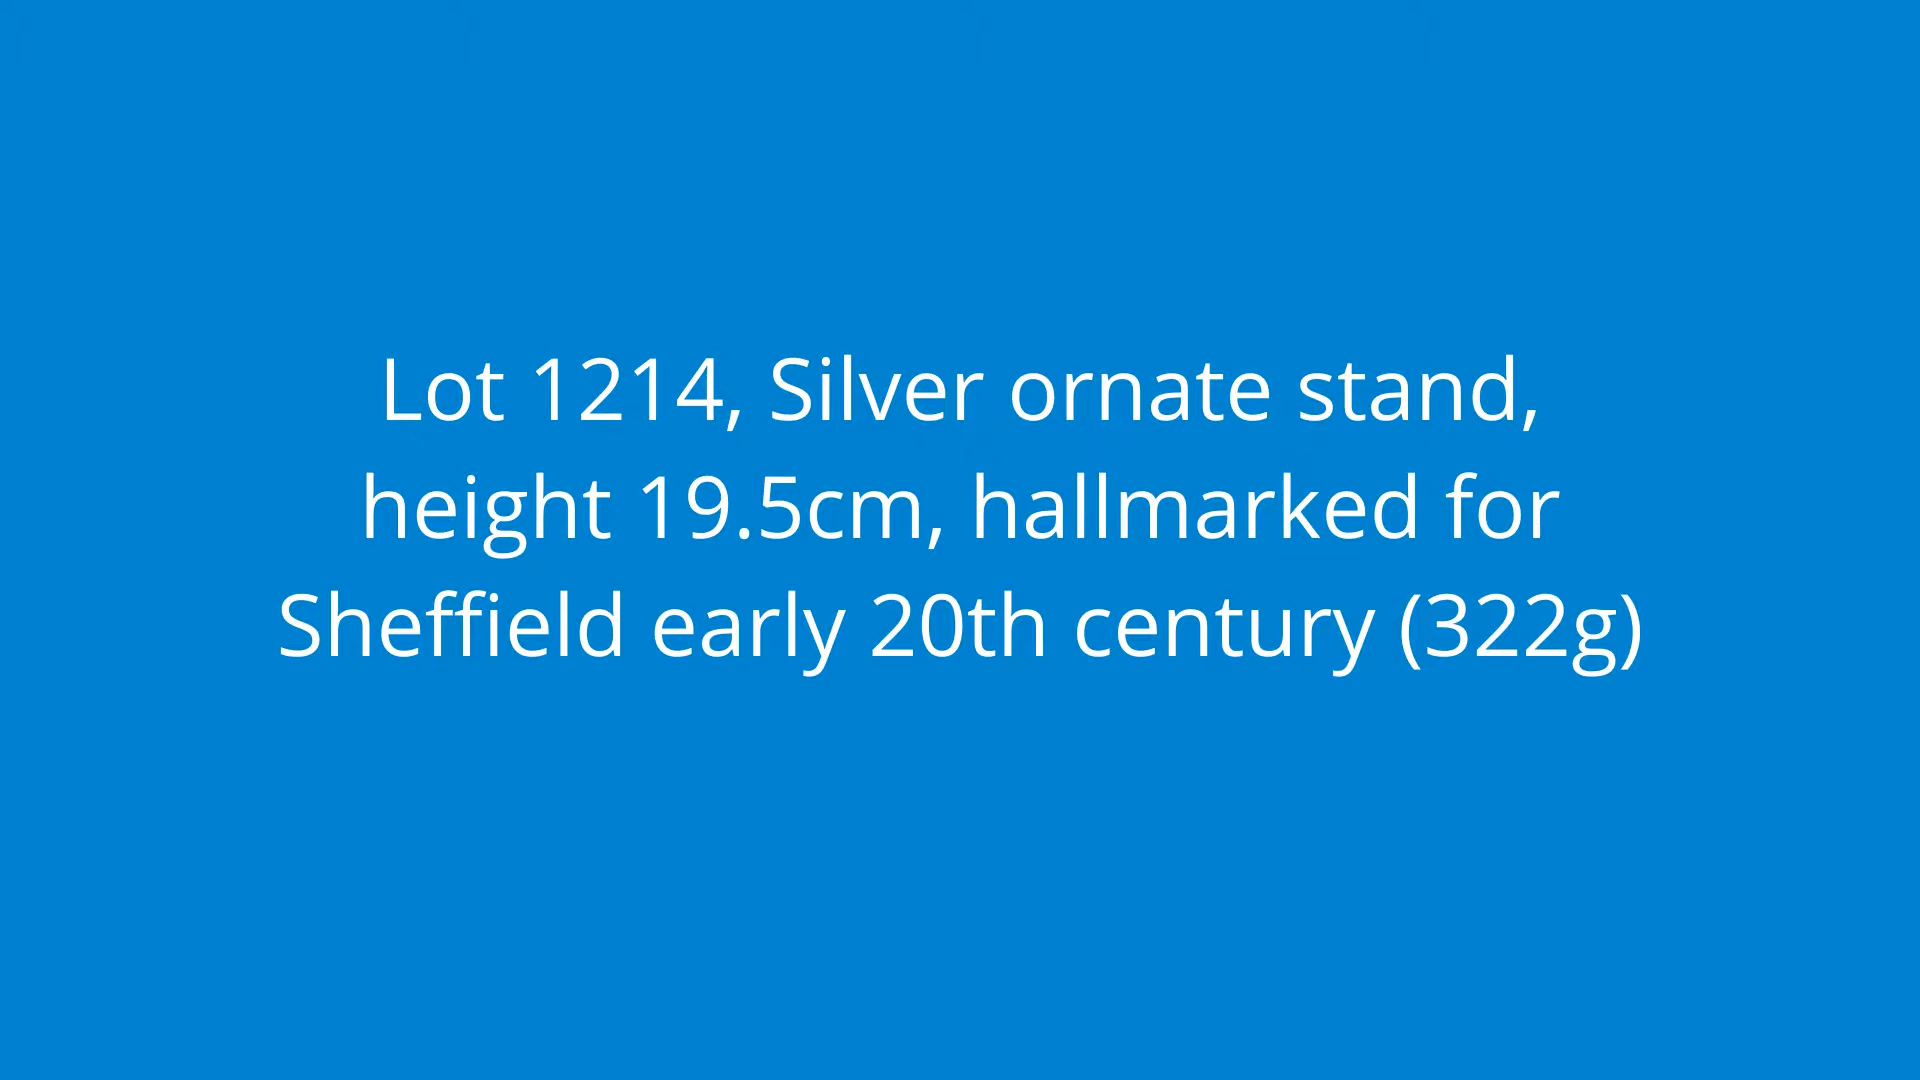 Lot 1214, Silver ornate stand,
height 19.5cm, hallmarked for
Sheffield early 20th century (322g)